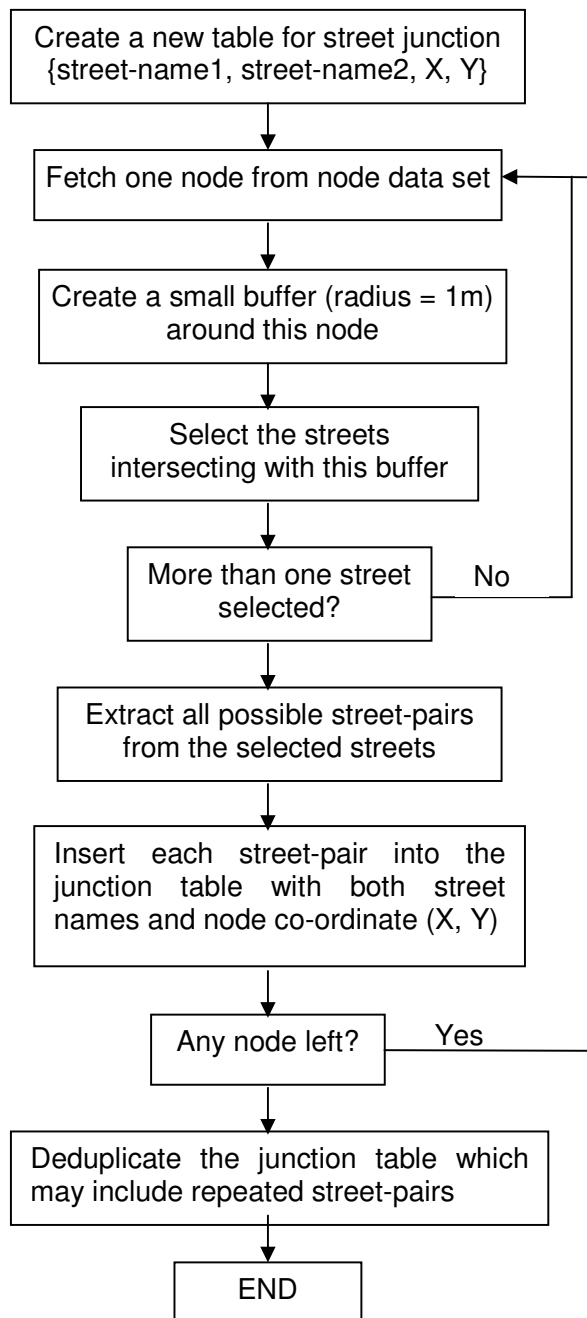 Create a new table for street junction
{street-name1, street-name2, X, Y}
Fetch one node from node data set
Create a small buffer (radius = 1m)
around this node
Select the streets
intersecting with this buffer
More than one street
selected?
No
Extract all possible street-pairs
from the selected streets
Insert each street-pair into the
junction table with both street
names and node co-ordinate (X, Y)
Any node left?
Yes
Deduplicate the junction table which
may include repeated street-pairs
END